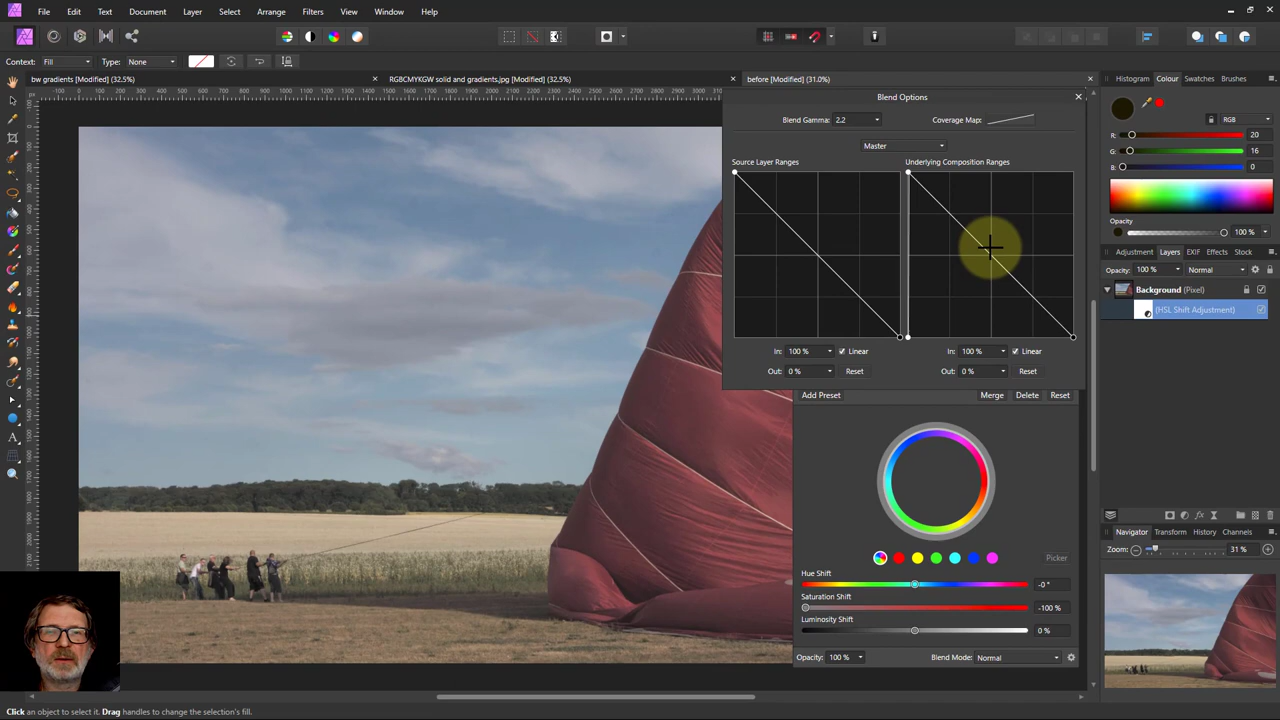 File Edit Text Document Layer Select Arrange Filters View Window Help
Context: Fill Type: None
bw gradients [Modified] (32.5%) × RGBCMYKGW solid and gradients.jpg [Modified] (32.5%) × before [Modified] (31.0%) ×
Histogram Colour Swatches Brushes
px
Blend Options
Blend Gamma: 2.2 Coverage Map:
Master
Source Layer Ranges Underlying Composition Ranges
In: 100 % Linear In: 100 % Linear
Out: 0 % Reset Out: 0 % Reset
RGB
R: 20
G: 16
B: 0
Opacity
100 %
Adjustment Layers EXIF Effects Stock
Opacity: 100 % Normal
Background (Pixel)
(HSL Shift Adjustment)
Add Preset Merge Delete Reset
Picker
Hue Shift
-0 °
Saturation Shift
-100 %
Luminosity Shift
0 %
Opacity: 100 % Blend Mode: Normal
Navigator Transform History Channels
Zoom: 31 %
Click an object to select it. Drag handles to change the selection's fill.